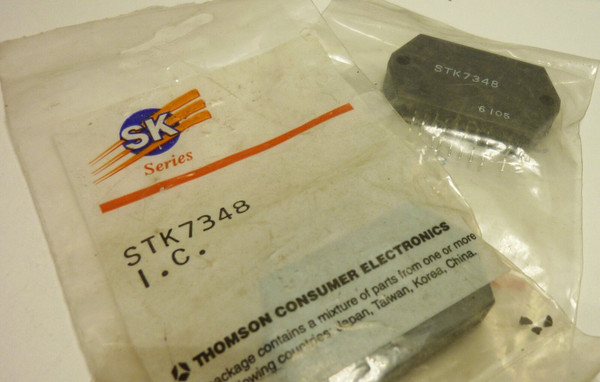 SK
Series
STK7348
I.C.
THOMSON CONSUMER ELECTRONICS
package contains a mixture of parts from one or more
countries: Japan, Taiwan, Korea, China.
STK7348
6105